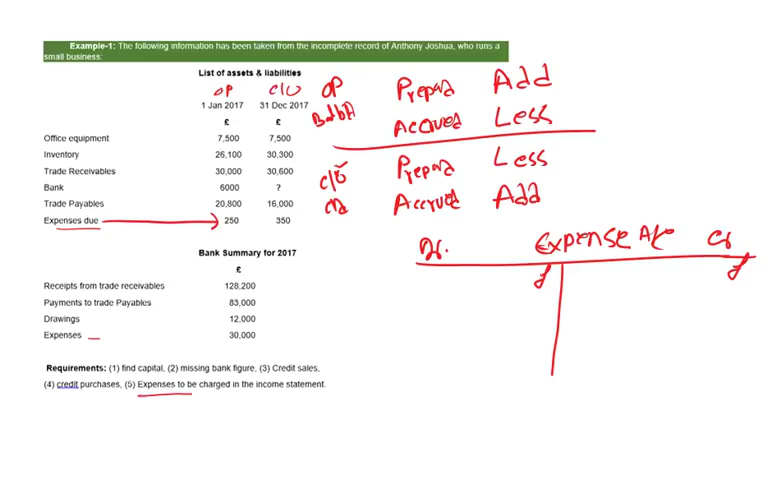 Example-1: The following information has been taken from the incomplete record of Anthony Joshua, who runs a
small business:
List of assets & liabilities
OP
1 Jan 2017 31 Dec 2017
£ £
Office equipment 7,500 7,500
Inventory 26,100 30,300
Trade Receivables 30,000 30,600
Bank 6000 ?
Trade Payables 20,800 16,000
Expenses due 250 350
OP Prepaid Add
Accrued Less
Prepaid Less
Accrued Add
Dr. Expense A/c Cr
£ £
Bank Summary for 2017
£
Receipts from trade receivables 128,200
Payments to trade Payables 83,000
Drawings 12,000
Expenses 30,000
Requirements: (1) find capital, (2) missing bank figure, (3) Credit sales,
(4) credit purchases, (5) Expenses to be charged in the income statement.